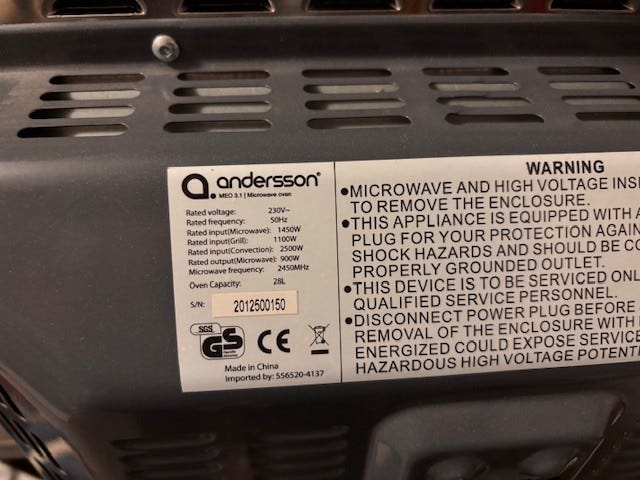 andersson®
MEO 3.1 | Microwave oven
Rated voltage: 230V~
Rated frequency: 50Hz
Rated input(Microwave): 1450W
Rated input(Grill): 1100W
Rated input(Convection): 2500W
Rated output(Microwave): 900W
Microwave frequency: 2450MHz
Oven Capacity: 28L
S/N: 2012500150
SGS
GS
CE
Made in China
Imported by: 556520-4137
WARNING
•MICROWAVE AND HIGH VOLTAGE INS
TO REMOVE THE ENCLOSURE.
•THIS APPLIANCE IS EQUIPPED WITH A
PLUG FOR YOUR PROTECTION AGAIN
SHOCK HAZARDS AND SHOULD BE CO
PROPERLY GROUNDED OUTLET.
•THIS DEVICE IS TO BE SERVICED ONL
QUALIFIED SERVICE PERSONNEL.
•DISCONNECT POWER PLUG BEFORE
REMOVAL OF THE ENCLOSURE WITH
ENERGIZED COULD EXPOSE SERVIC
HAZARDOUS HIGH VOLTAGE POTENT